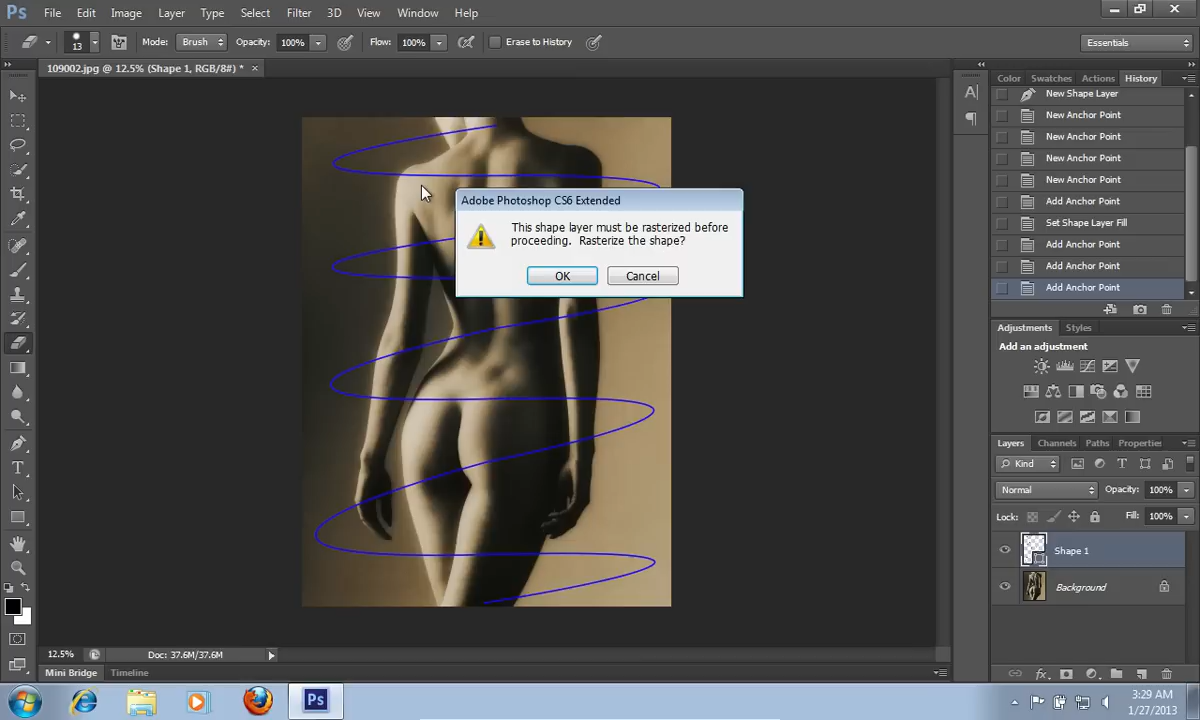 Ps File Edit Image Layer Type Select Filter 3D View Window Help
13 Mode: Brush Opacity: 100% Flow: 100% Erase to History Essentials
109002.jpg @ 12.5% (Shape 1, RGB/8#) * ×
Color Swatches Actions History
New Shape Layer
New Anchor Point
New Anchor Point
New Anchor Point
New Anchor Point
Add Anchor Point
Set Shape Layer Fill
Add Anchor Point
Add Anchor Point
Add Anchor Point
Adobe Photoshop CS6 Extended
This shape layer must be rasterized before
proceeding. Rasterize the shape?
OK Cancel
Adjustments Styles
Add an adjustment
Layers Channels Paths Properties
Kind
Normal Opacity: 100%
Lock: Fill: 100%
Shape 1
Background
12.5% Doc: 37.6M/37.6M
Mini Bridge Timeline
Ps
3:29 AM
1/27/2013